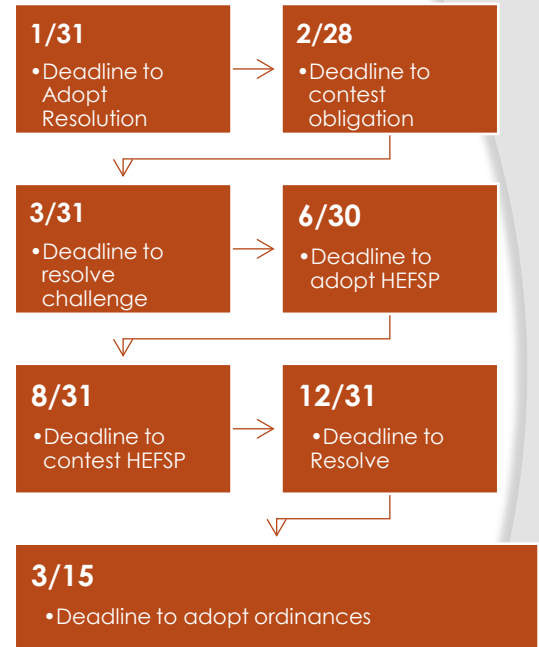 1/31
•Deadline to
Adopt
Resolution
2/28
•Deadline to
contest
obligation
3/31
•Deadline to
resolve
challenge
6/30
•Deadline to
adopt HEFSP
8/31
•Deadline to
contest HEFSP
12/31
•Deadline to
Resolve
3/15
•Deadline to adopt ordinances